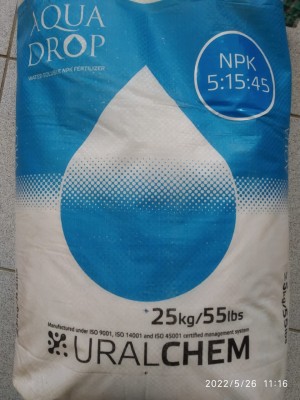 AQUA
DROP
WATER SOLUBLE NPK FERTILIZER
NPK
5:15:45
25kg/55lbs
Manufactured under ISO 9001, ISO 14001 and ISO 45001 certified management system
URALCHEM
2022/5/26 11:16